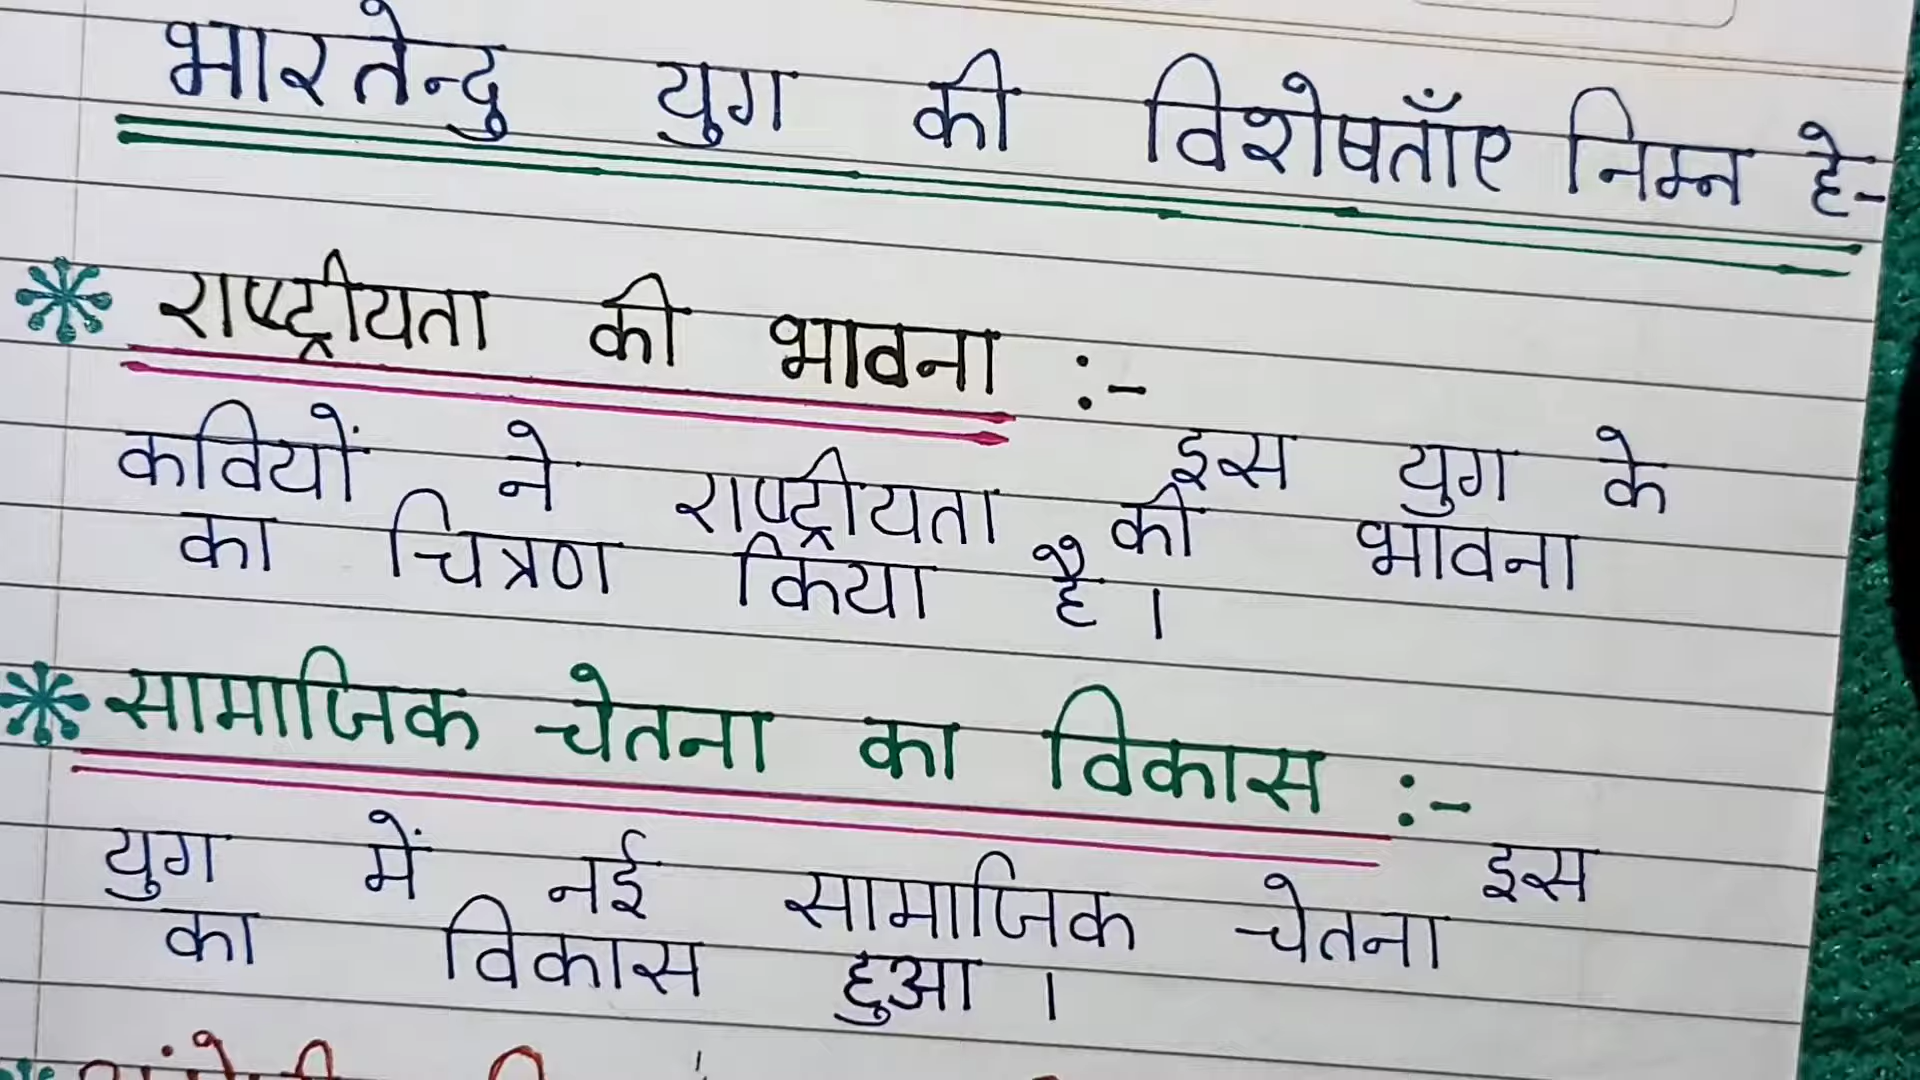 भारतेन्दु युग की विशेषताँए निम्न हे-
राष्ट्रीयता की भावना :-
इस युग के
कवियों ने राष्ट्रीयता की भावना
का चित्रण किया है।
सामाजिक चेतना का विकास :-
इस
युग में नई सामाजिक चेतना
का विकास हुआ ।